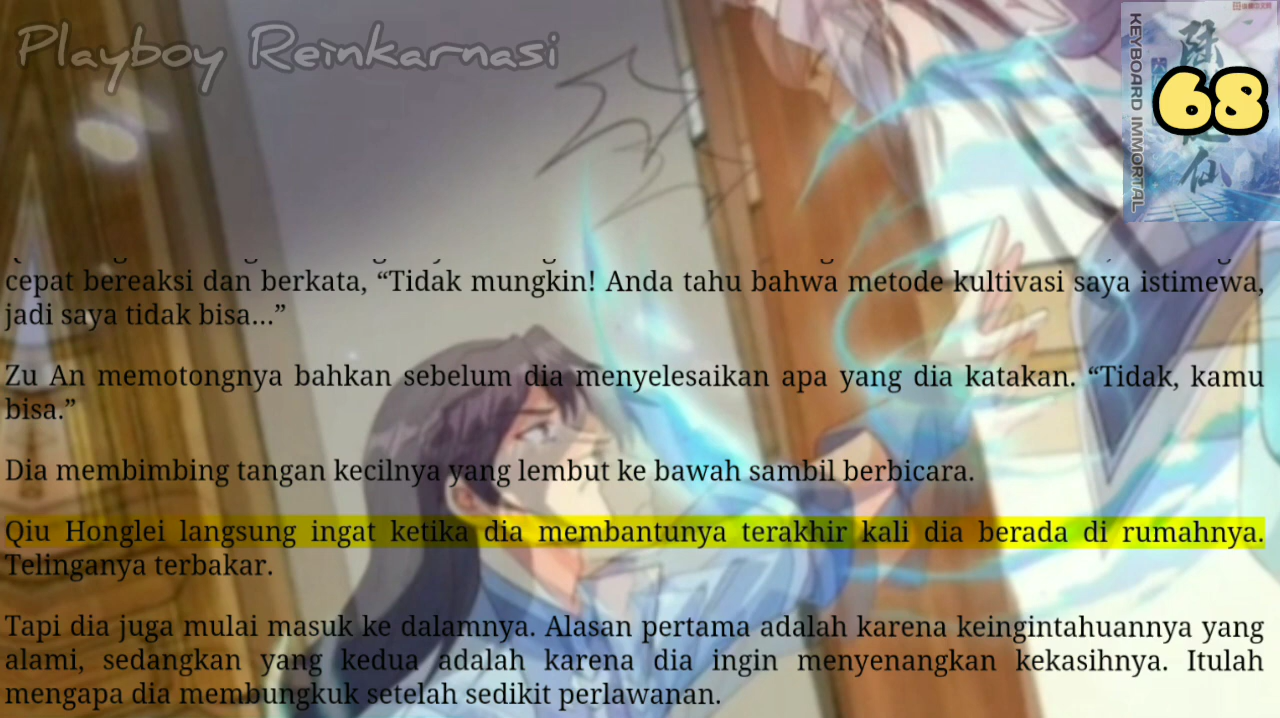 Playboy Reinkarnasi
KEYBOARD IMMORTAL
68
cepat bereaksi dan berkata, “Tidak mungkin! Anda tahu bahwa metode kultivasi saya istimewa,
jadi saya tidak bisa...”
Zu An memotongnya bahkan sebelum dia menyelesaikan apa yang dia katakan. “Tidak, kamu
bisa.”
Dia membimbing tangan kecilnya yang lembut ke bawah sambil berbicara.
Qiu Honglei langsung ingat ketika dia membantunya terakhir kali dia berada di rumahnya.
Telinganya terbakar.
Tapi dia juga mulai masuk ke dalamnya. Alasan pertama adalah karena keingintahuannya yang
alami, sedangkan yang kedua adalah karena dia ingin menyenangkan kekasihnya. Itulah
mengapa dia membungkuk setelah sedikit perlawanan.